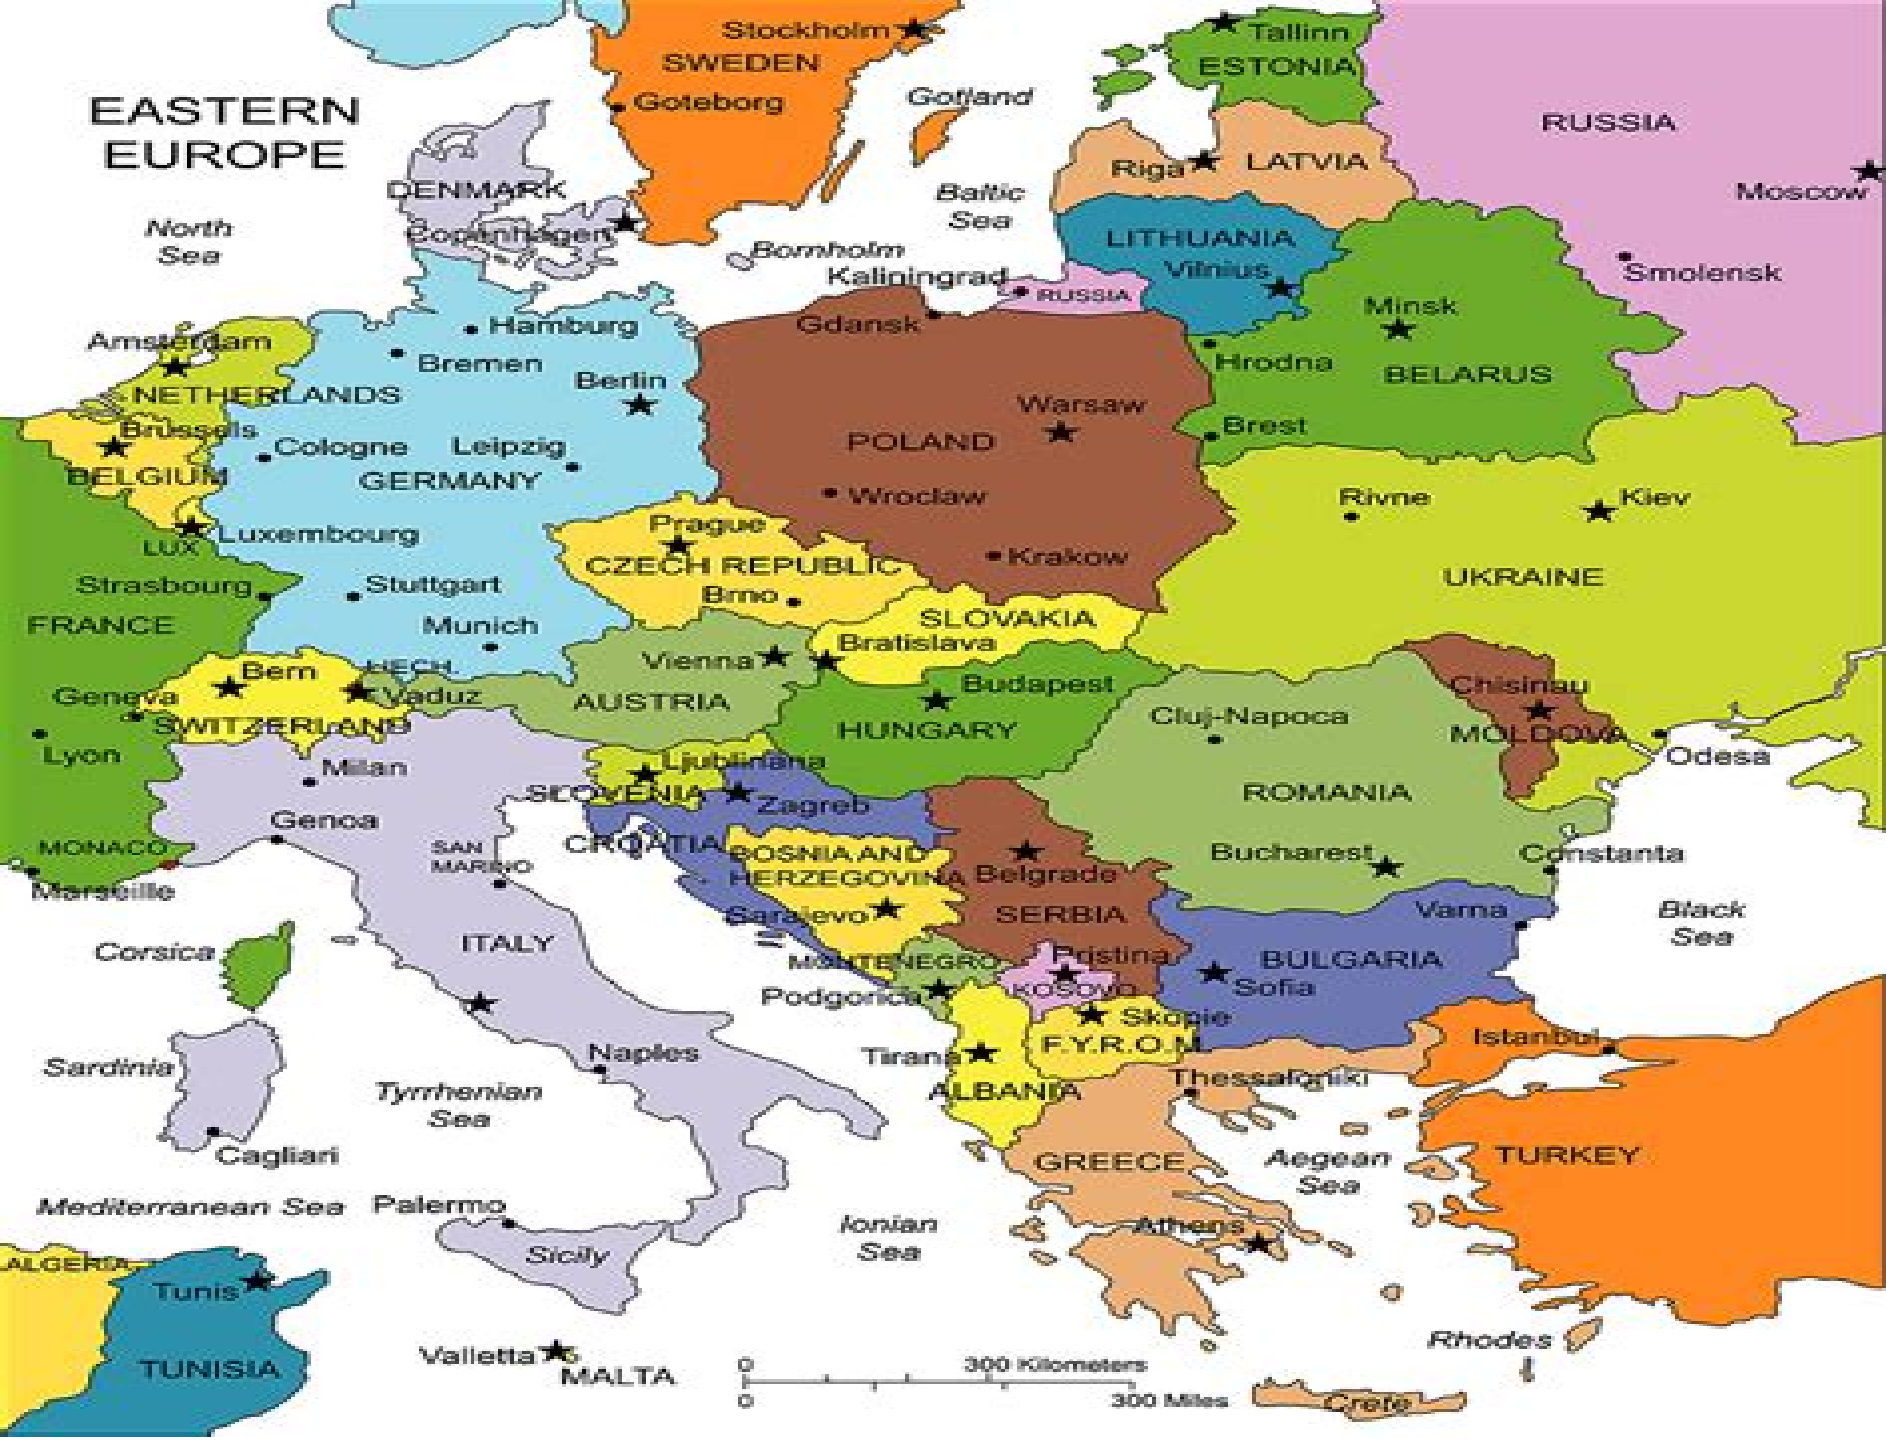 Stockholm
SWEDEN
Goteborg
Gotland
Tallinn
ESTONIA
RUSSIA
EASTERN
EUROPE
Riga
LATVIA
Moscow
DENMARK
Copenhagen
Baltic
Sea
North
Sea
Bornholm
LITHUANIA
Vilnius
Kaliningrad
RUSSIA
Smolensk
Minsk
Gdansk
Hamburg
Amsterdam
Bremen
Hrodna
BELARUS
Berlin
NETHERLANDS
Warsaw
Brussels
Brest
Cologne
Leipzig
POLAND
BELGIUM
GERMANY
Wroclaw
Rivne
Kiev
Prague
Luxembourg
LUX
Krakow
CZECH REPUBLIC
UKRAINE
Strasbourg
Stuttgart
Brno
SLOVAKIA
FRANCE
Munich
Bratislava
Vienna
LIECH
Bern
Vaduz
Geneva
Budapest
Chisinau
AUSTRIA
SWITZERLAND
HUNGARY
Cluj-Napoca
MOLDOVA
Odesa
Lyon
Milan
Ljubliniana
SLOVENIA
Zagreb
ROMANIA
Genoa
MONACO
SAN
MARINO
CROATIA
BOSNIA AND
HERZEGOVINA
Belgrade
Bucharest
Constanta
Marseille
Sarajevo
SERBIA
Varna
Black
Sea
Corsica
ITALY
MONTENEGRO
Pristina
BULGARIA
Podgorica
KOSOVO
Sofia
Skopje
F.Y.R.O.M.
Istanbul
Tirana
Naples
Sardinia
ALBANIA
Thessaloniki
Tyrrhenian
Sea
Cagliari
GREECE
Aegean
Sea
TURKEY
Mediterranean Sea
Palermo
Ionian
Sea
Athens
Sicily
ALGERIA
Tunis
Rhodes
Valletta
MALTA
TUNISIA
0
300 Kilometers
0
300 Miles
Crete